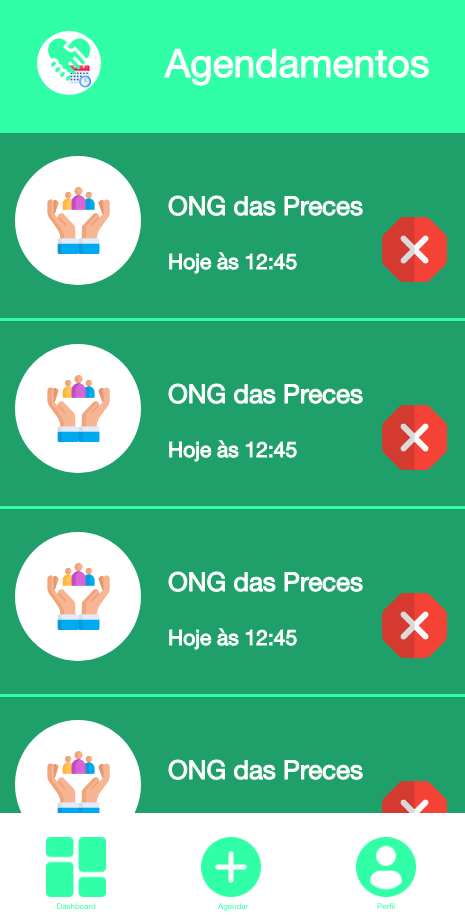 Agendamentos
ONG das Preces
Hoje às 12:45
ONG das Preces
Hoje às 12:45
ONG das Preces
Hoje às 12:45
ONG das Preces
Dashboard
Agendar
Perfil